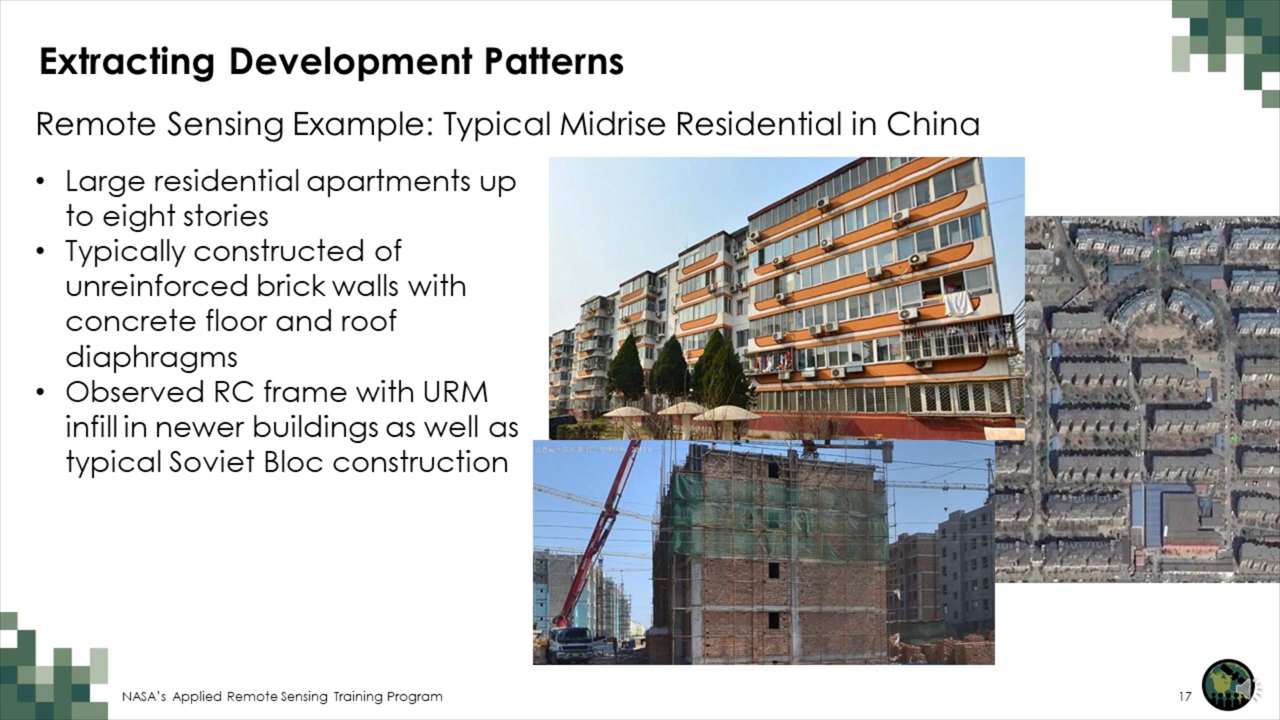 Extracting Development Patterns
Remote Sensing Example: Typical Midrise Residential in China
• Large residential apartments up
to eight stories
• Typically constructed of
unreinforced brick walls with
concrete floor and roof
diaphragms
• Observed RC frame with URM
infill in newer buildings as well as
typical Soviet Bloc construction
NASA's Applied Remote Sensing Training Program
17